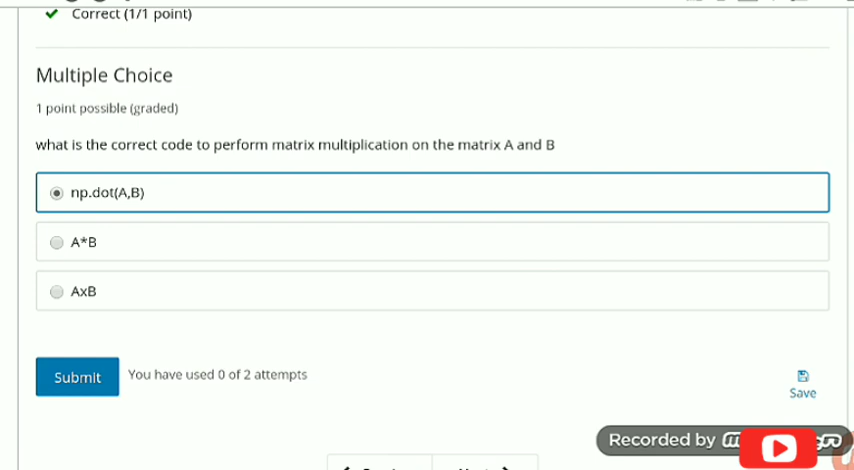 Correct (1/1 point)
Multiple Choice
1 point possible (graded)
what is the correct code to perform matrix multiplication on the matrix A and B
np.dot(A,B)
A*B
AxB
Submit
You have used 0 of 2 attempts
Save
Recorded by